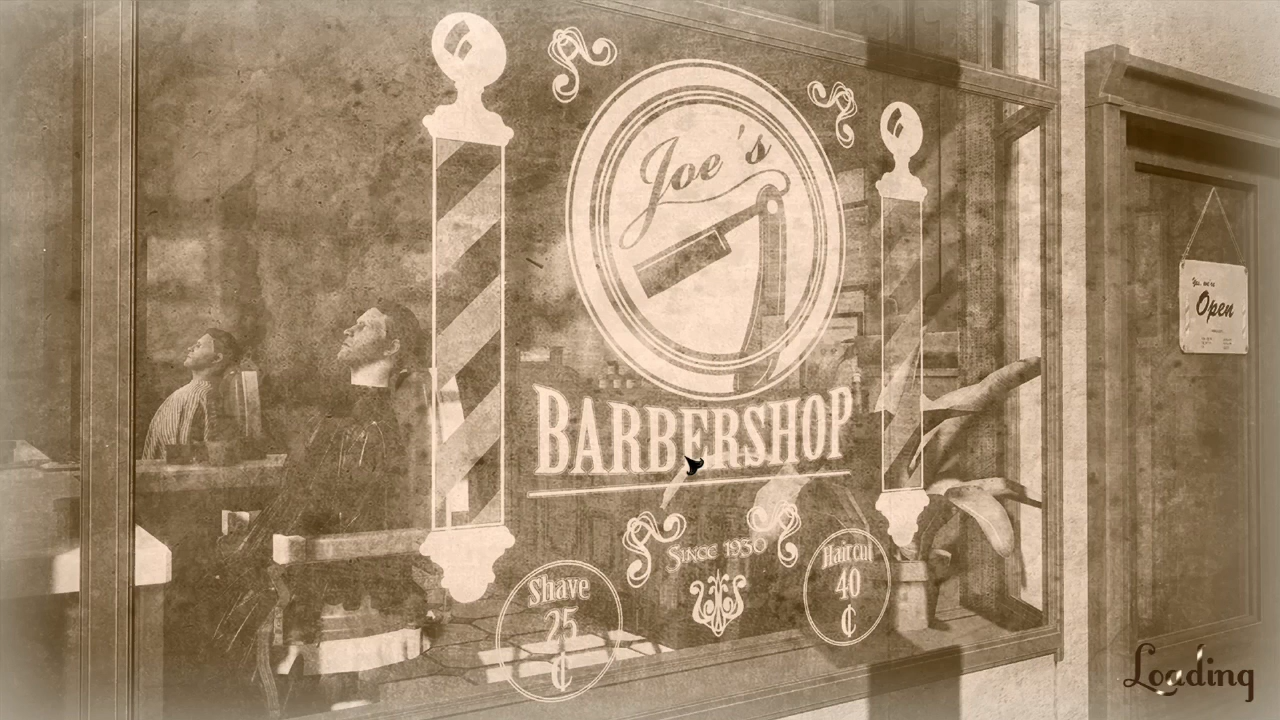 Joe's
BARBERSHOP
SINCE 1930
Shave
25
¢
Haircut
40
¢
Open
Loading